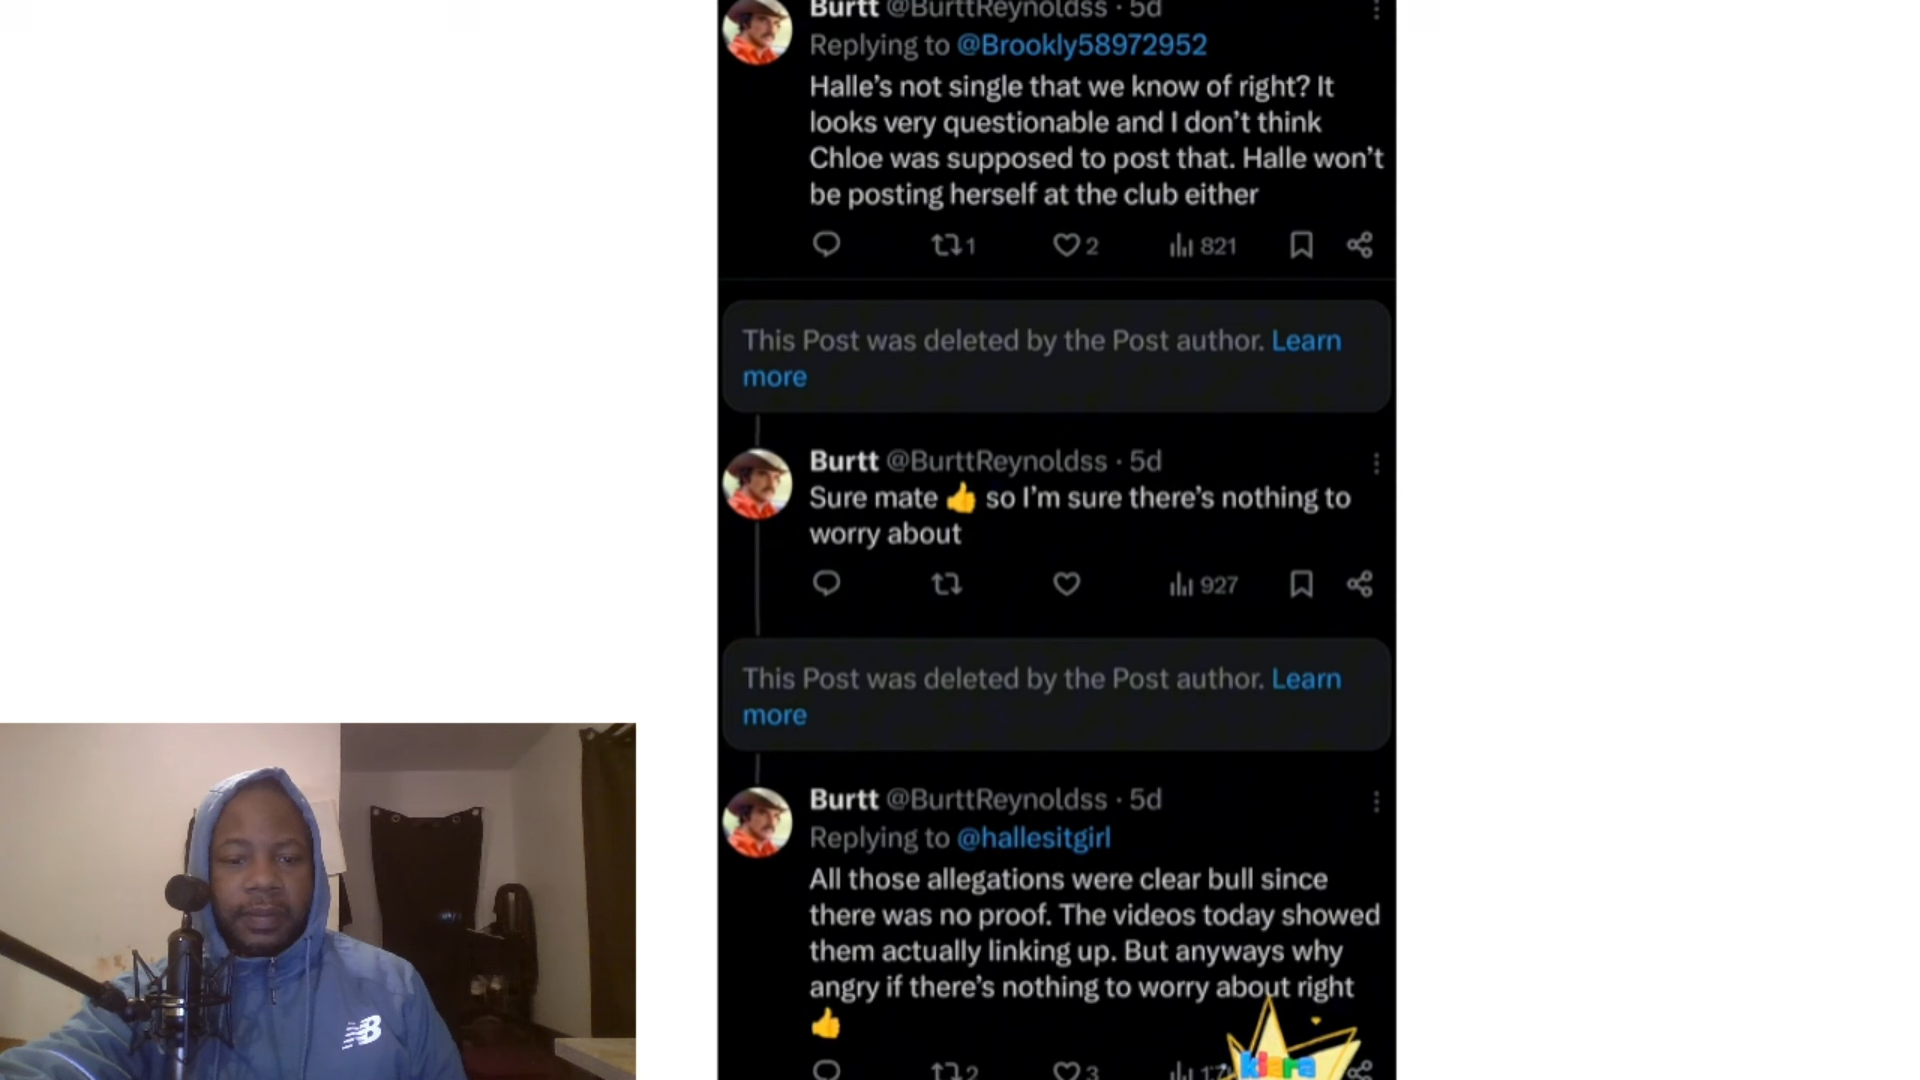 Burtt @BurttReynoldss · 5d
Replying to @Brookly58972952
Halle’s not single that we know of right? It
looks very questionable and I don’t think
Chloe was supposed to post that. Halle won’t
be posting herself at the club either
1 2 821
This Post was deleted by the Post author. Learn
more
Burtt @BurttReynoldss · 5d
Sure mate 👍 so I’m sure there’s nothing to
worry about
927
This Post was deleted by the Post author. Learn
more
Burtt @BurttReynoldss · 5d
Replying to @hallesitgirl
All those allegations were clear bull since
there was no proof. The videos today showed
them actually linking up. But anyways why
angry if there’s nothing to worry about right
👍
2 3
kiara
NB